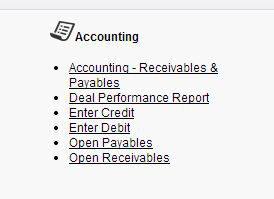 Accounting
Accounting - Receivables &
Payables
Deal Performance Report
Enter Credit
Enter Debit
Open Payables
Open Receivables